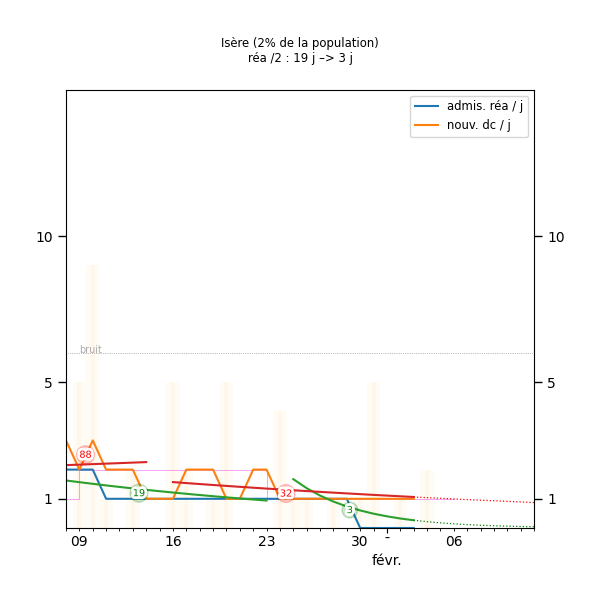 Isère (2% de la population)
réa /2 : 19 j –> 3 j
admis. réa / j
nouv. dc / j
10
10
bruit
5
5
88
19
32
3
1
1
09
16
23
30
-
06
févr.